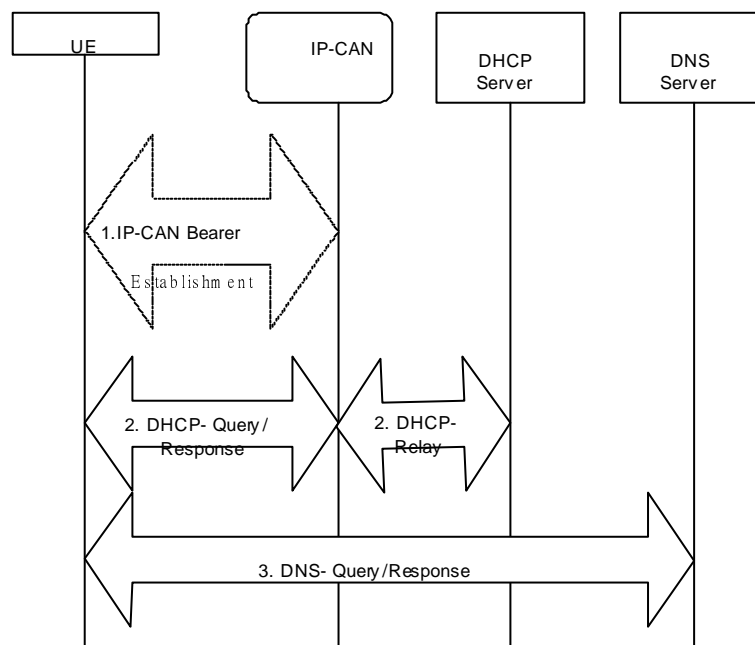 UE
IP-CAN
DHCP
Server
DNS
Server
1.IP-CAN Bearer
Establishment
2. DHCP- Query/
Response
2. DHCP-
Relay
3. DNS- Query/Response